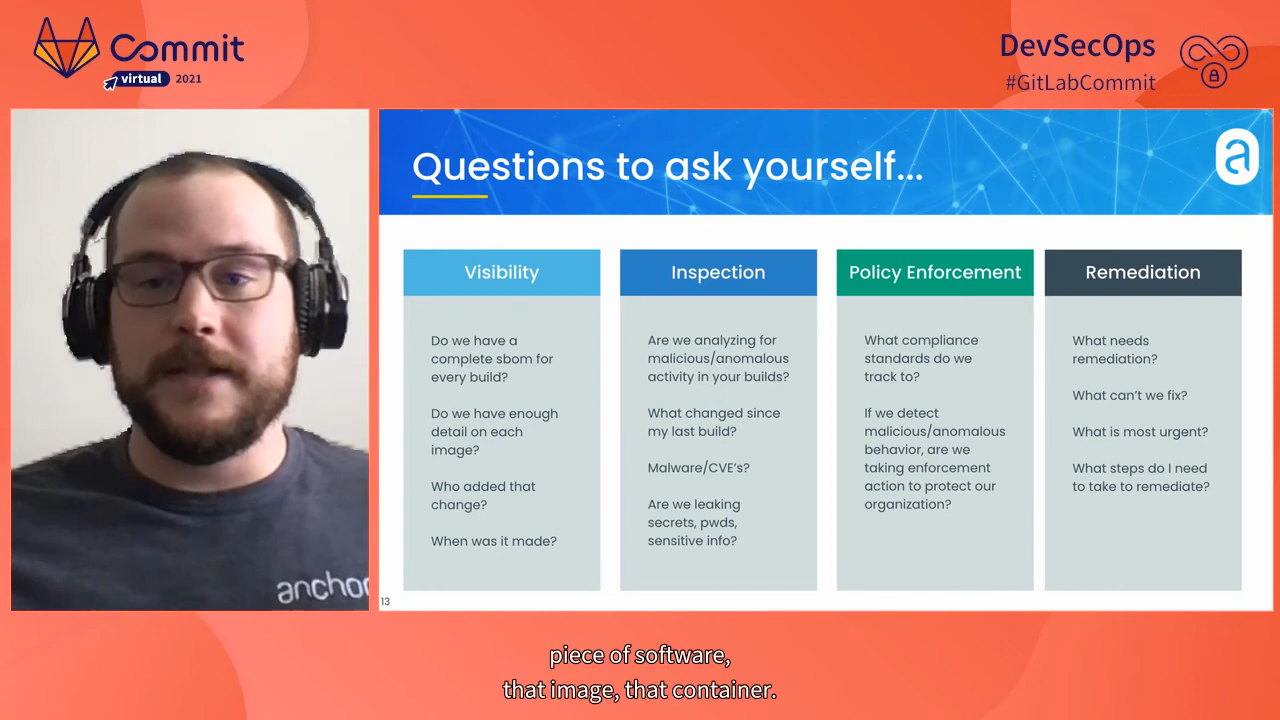 Commit
virtual 2021
DevSecOps
#GitLabCommit
Questions to ask yourself...
a
Visibility
Do we have a
complete sbom for
every build?
Do we have enough
detail on each
image?
Who added that
change?
When was it made?
Inspection
Are we analyzing for
malicious/anomalous
activity in your builds?
What changed since
my last build?
Malware/CVE's?
Are we leaking
secrets, pwds,
sensitive info?
Policy Enforcement
What compliance
standards do we
track to?
If we detect
malicious/anomalous
behavior, are we
taking enforcement
action to protect our
organization?
Remediation
What needs
remediation?
What can't we fix?
What is most urgent?
What steps do I need
to take to remediate?
13
anchor
piece of software,
that image, that container.